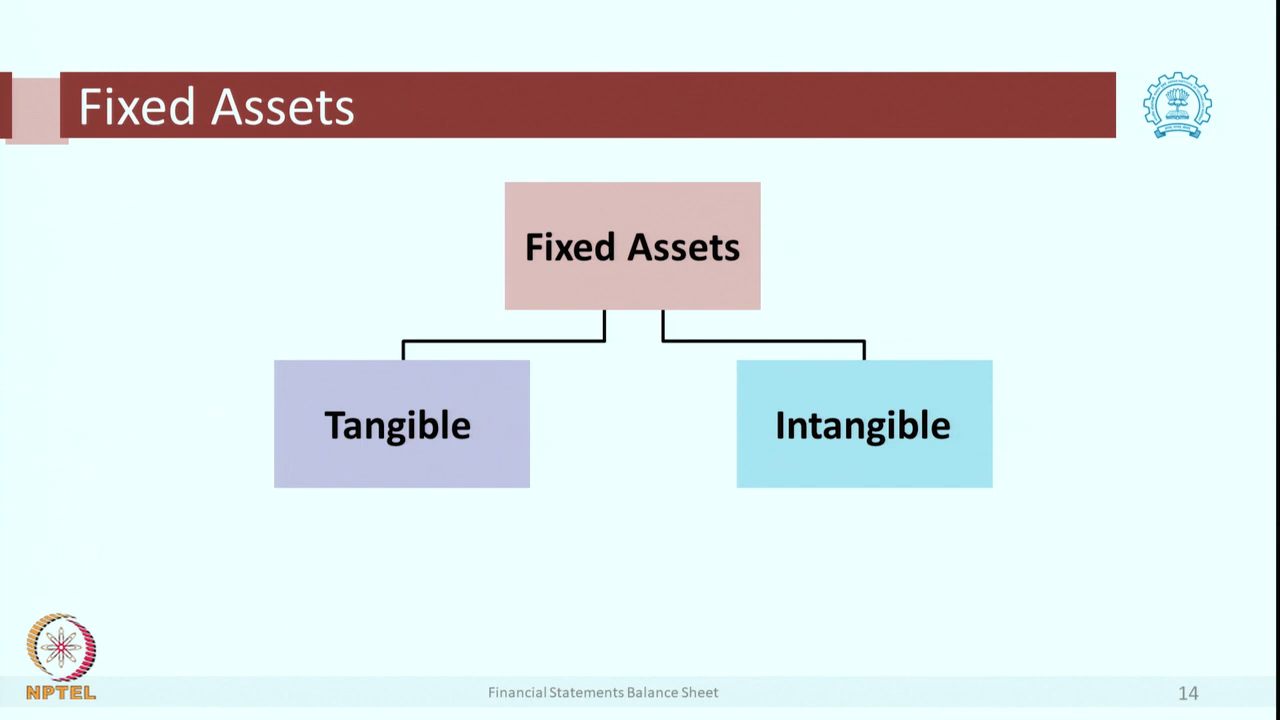 Fixed Assets
Fixed Assets
Tangible
Intangible
NPTEL
Financial Statements Balance Sheet
14